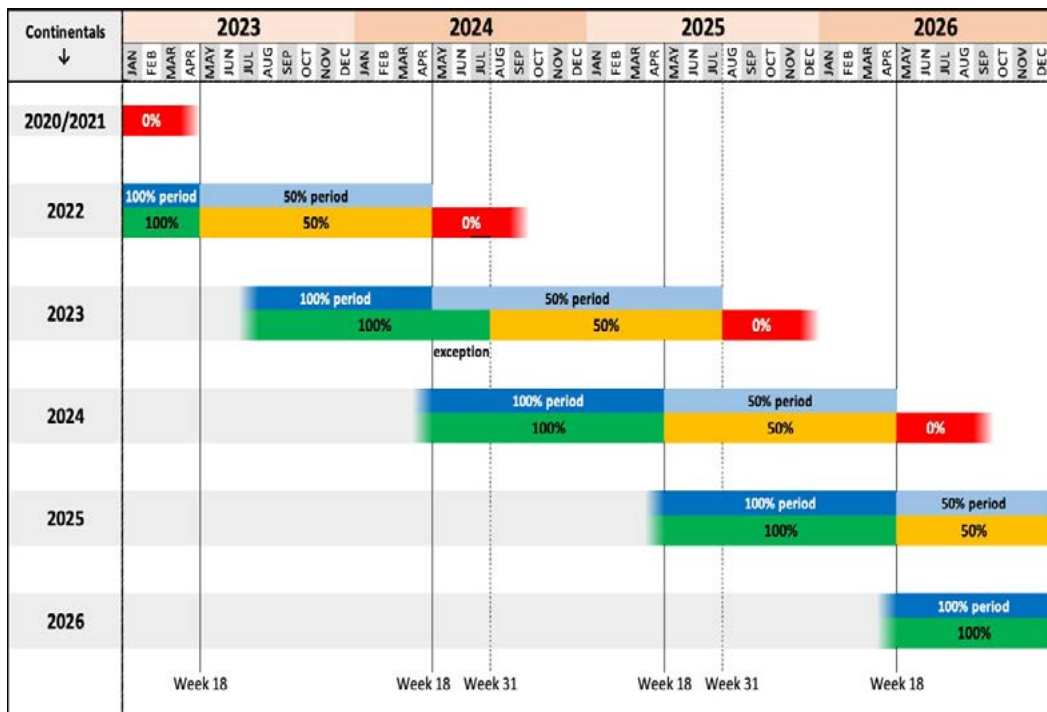 Continentals 2023 2024 2025 2026
↓ JAN FEB MAR APR MAY JUN JUL AUG SEP OCT NOV DEC JAN FEB MAR APR MAY JUN JUL AUG SEP OCT NOV DEC JAN FEB MAR APR MAY JUN JUL AUG SEP OCT NOV DEC JAN FEB MAR APR MAY JUN JUL AUG SEP OCT NOV DEC
2020/2021 0%
2022
100% period 50% period
100% 50% 0%
2023
100% period 50% period
100% 50% 0%
exception
2024
100% period 50% period
100% 50% 0%
2025
100% period 50% period
100% 50%
2026
100% period
100%
Week 18 Week 18 Week 31 Week 18 Week 31 Week 18